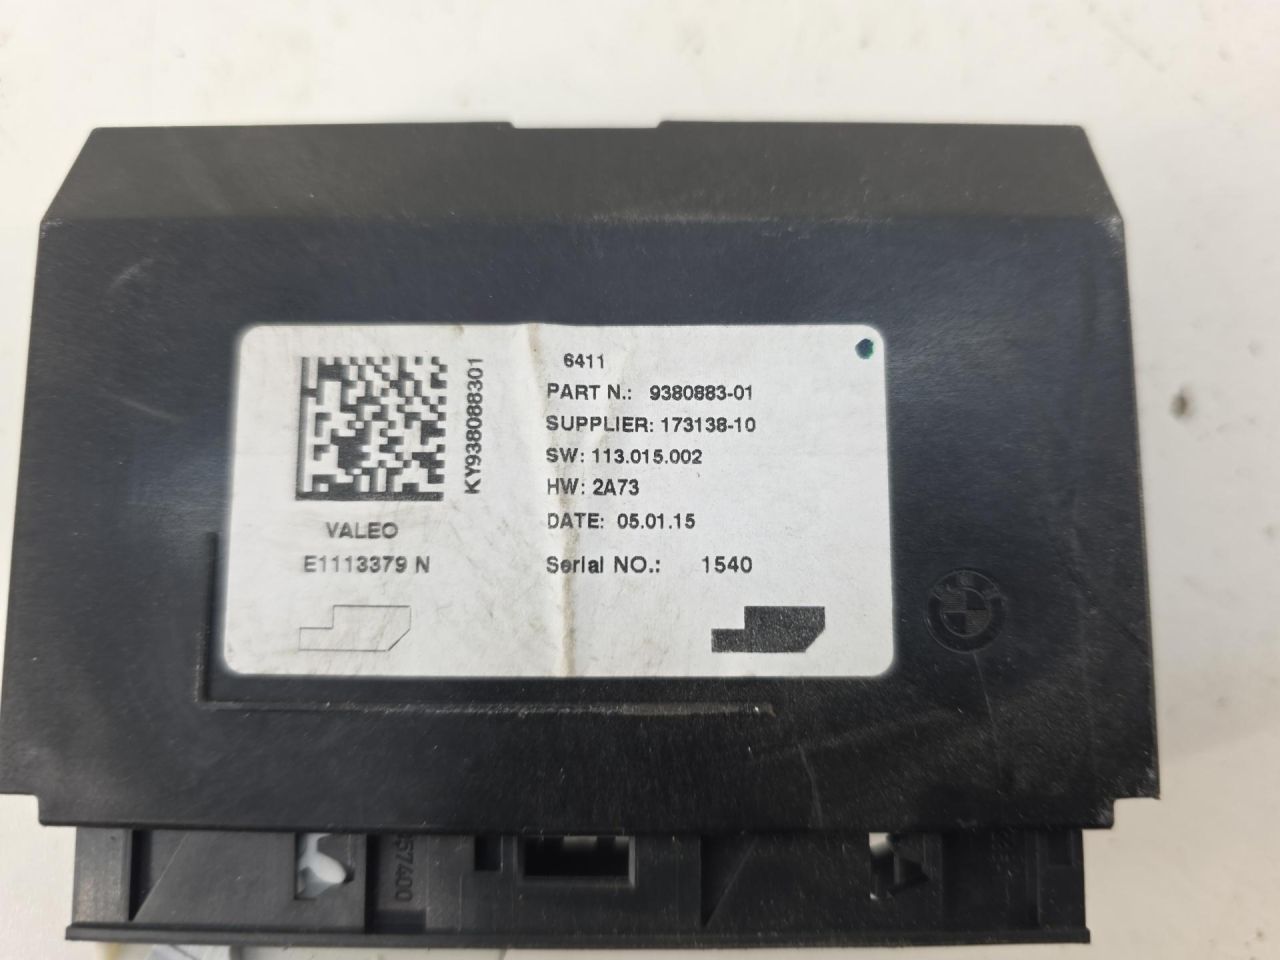 6411
PART N.: 9380883-01
SUPPLIER: 173138-10
SW: 113.015.002
HW: 2A73
DATE: 05.01.15
Serial NO.: 1540
KY938088301
VALEO
E1113379 N
57400